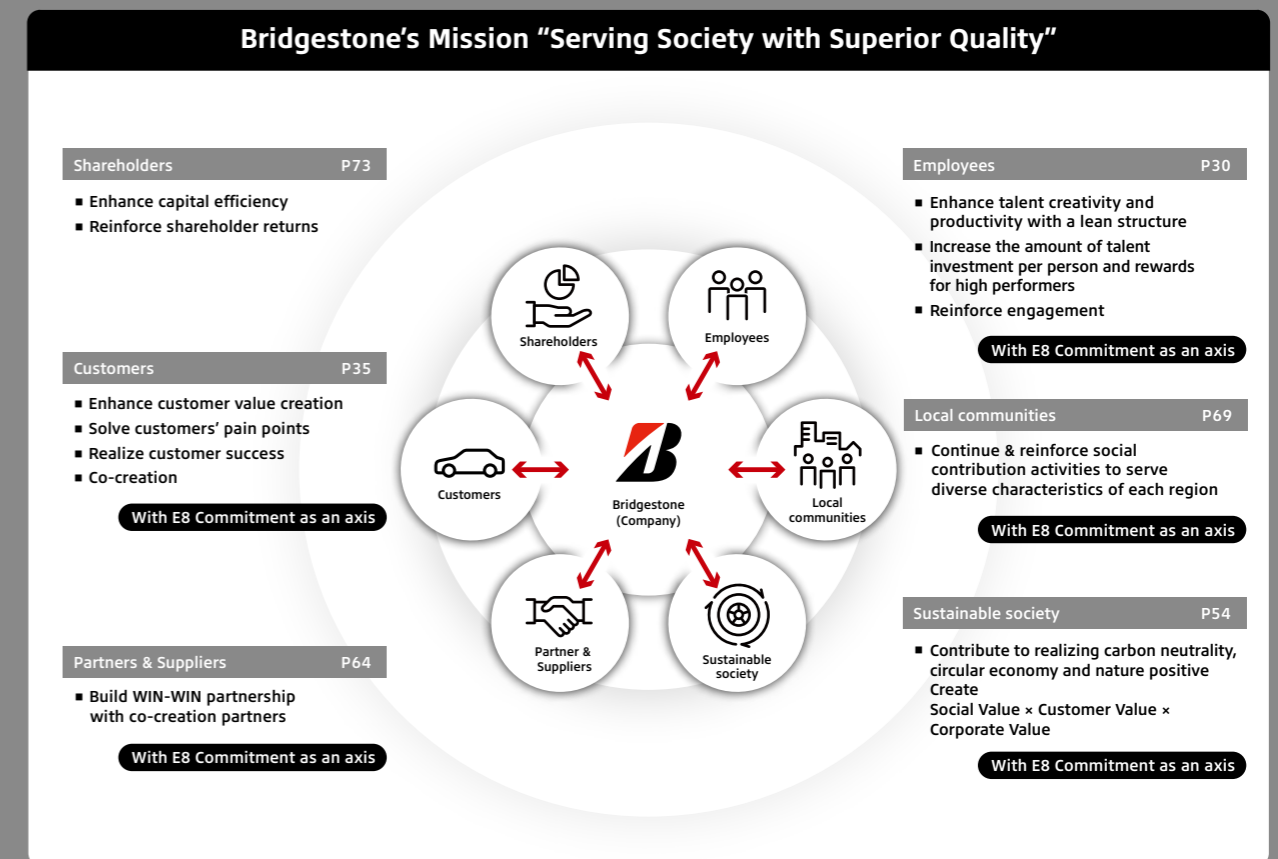 Bridgestone’s Mission “Serving Society with Superior Quality”
Shareholders P73
■ Enhance capital efficiency
■ Reinforce shareholder returns
Customers P35
■ Enhance customer value creation
■ Solve customers’ pain points
■ Realize customer success
■ Co-creation
With E8 Commitment as an axis
Partners & Suppliers P64
■ Build WIN-WIN partnership
with co-creation partners
With E8 Commitment as an axis
Shareholders
Employees
Customers
Bridgestone
(Company)
Local
communities
Partner &
Suppliers
Sustainable
society
Employees P30
■ Enhance talent creativity and
productivity with a lean structure
■ Increase the amount of talent
investment per person and rewards
for high performers
■ Reinforce engagement
With E8 Commitment as an axis
Local communities P69
■ Continue & reinforce social
contribution activities to serve
diverse characteristics of each region
With E8 Commitment as an axis
Sustainable society P54
■ Contribute to realizing carbon neutrality,
circular economy and nature positive
Create
Social Value × Customer Value ×
Corporate Value
With E8 Commitment as an axis